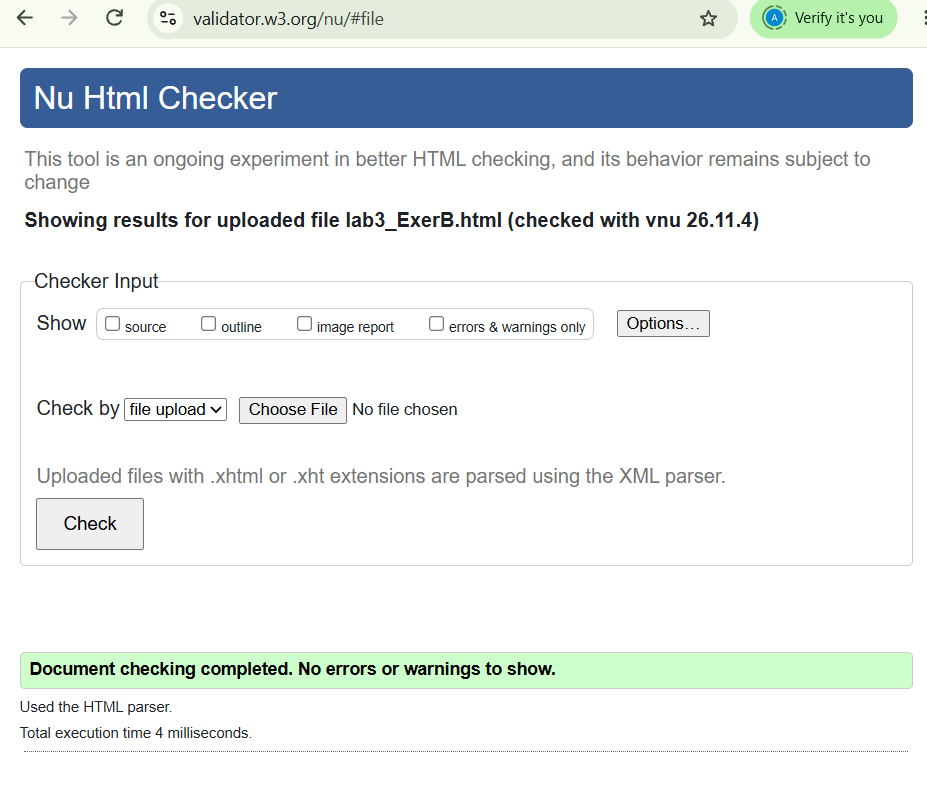 validator.w3.org/nu/#file
A
Verify it's you
Nu Html Checker
This tool is an ongoing experiment in better HTML checking, and its behavior remains subject to
change
Showing results for uploaded file lab3_ExerB.html (checked with vnu 26.11.4)
Checker Input
Show source outline image report errors & warnings only Options…
Check by file upload Choose File No file chosen
Uploaded files with .xhtml or .xht extensions are parsed using the XML parser.
Check
Document checking completed. No errors or warnings to show.
Used the HTML parser.
Total execution time 4 milliseconds.